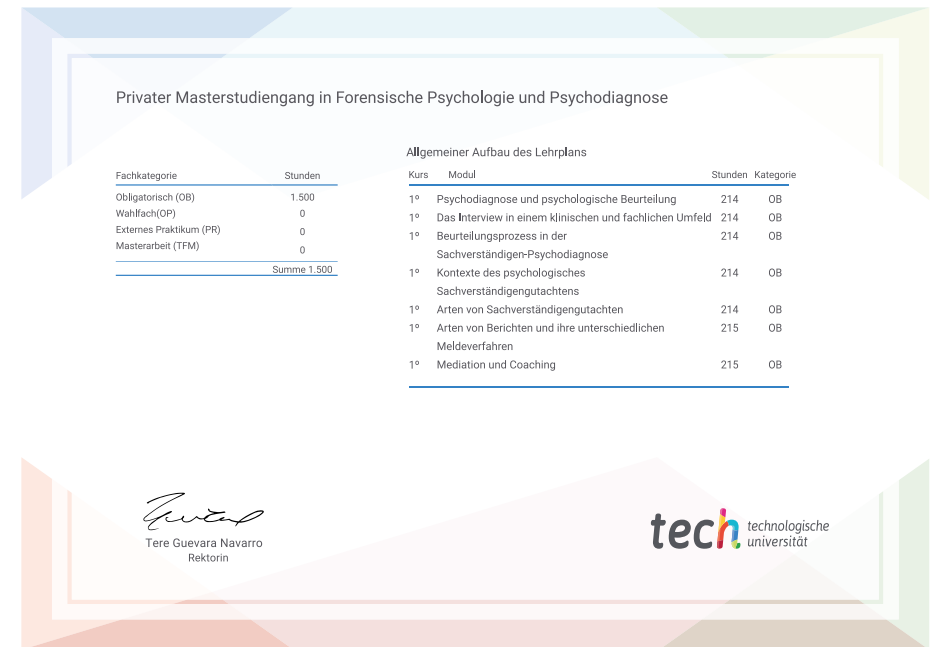 Privater Masterstudiengang in Forensische Psychologie und Psychodiagnose
Fachkategorie Stunden
Obligatorisch (OB) 1.500
Wahlfach(OP) 0
Externes Praktikum (PR) 0
Masterarbeit (TFM) 0
Summe 1.500
Allgemeiner Aufbau des Lehrplans
Kurs Modul Stunden Kategorie
1º Psychodiagnose und psychologische Beurteilung 214 OB
1º Das Interview in einem klinischen und fachlichen Umfeld 214 OB
1º Beurteilungsprozess in der 214 OB
Sachverständigen-Psychodiagnose
1º Kontexte des psychologisches 214 OB
Sachverständigengutachtens
1º Arten von Sachverständigengutachten 214 OB
1º Arten von Berichten und ihre unterschiedlichen 215 OB
Meldeverfahren
1º Mediation und Coaching 215 OB
Tere Guevara Navarro
Rektorin
tech technologische
universität